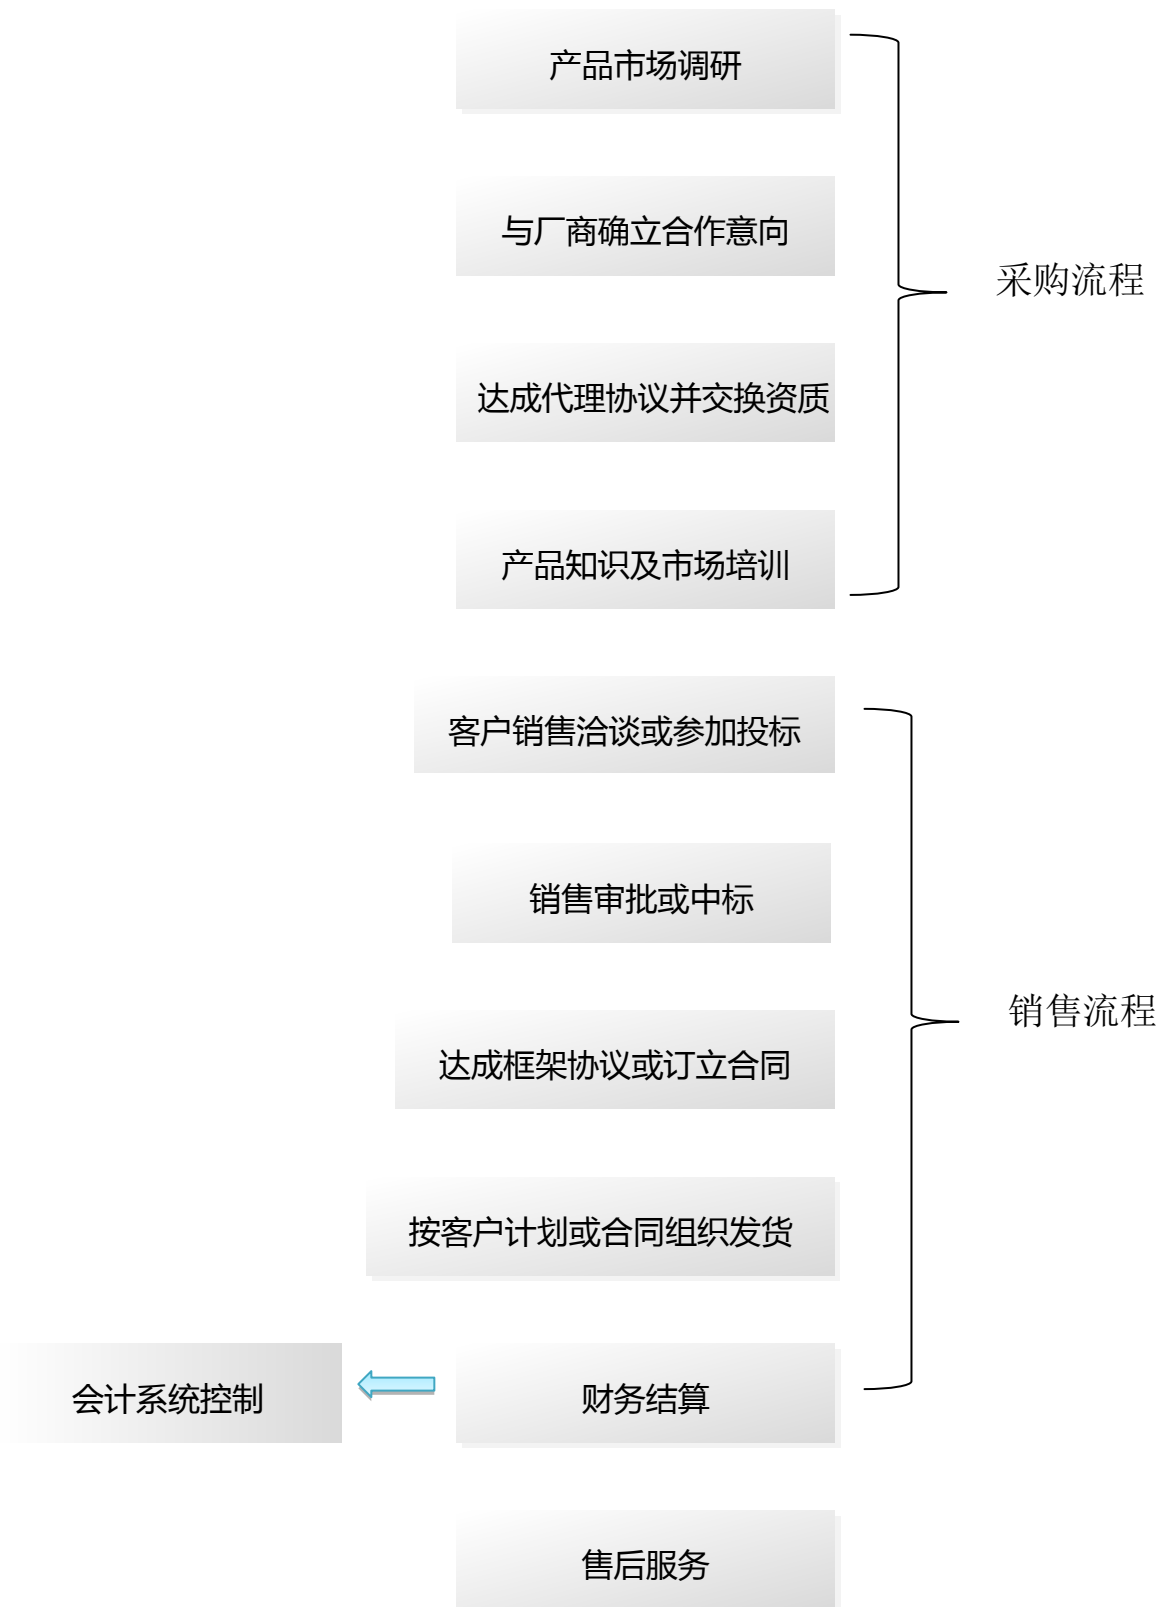 产品市场调研
与厂商确立合作意向
采购流程
达成代理协议并交换资质
产品知识及市场培训
客户销售洽谈或参加投标
销售审批或中标
销售流程
达成框架协议或订立合同
按客户计划或合同组织发货
会计系统控制
财务结算
售后服务